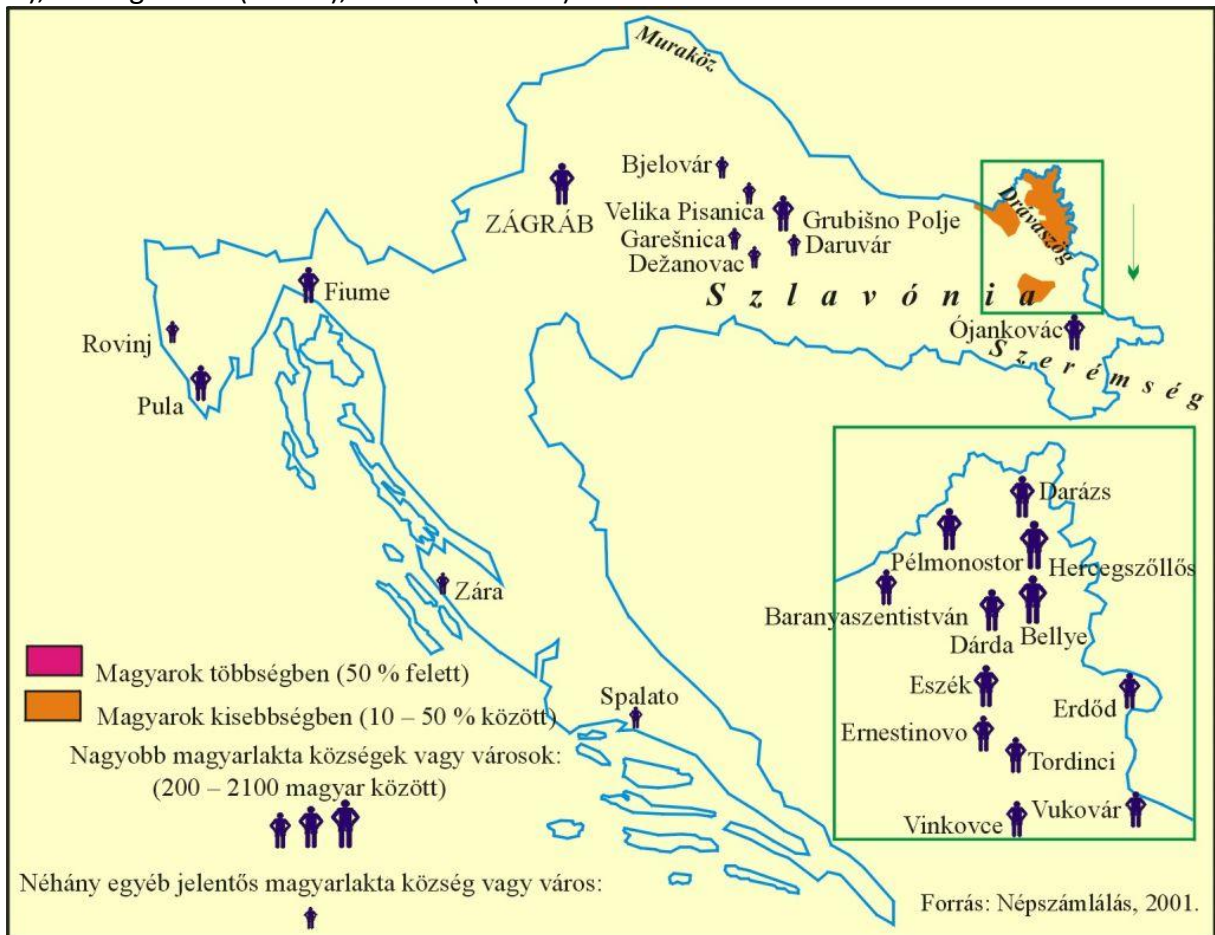 Muraköz
Bjelovár
ZÁGRÁB
Velika Pisanica
Grubišno Polje
Garešnica
Daruvár
Dežanovac
Drávaszög
Szlavónia
Fiume
Ójankovác
Szerémség
Rovinj
Pula
Zára
Spalato
Darázs
Pélmonostor
Hercegszőllős
Baranyaszentistván
Dárda
Bellye
Eszék
Erdőd
Ernestinovo
Tordinci
Vinkovce
Vukovár
Magyarok többségben (50 % felett)
Magyarok kisebbségben (10 – 50 % között)
Nagyobb magyarlakta községek vagy városok:
(200 – 2100 magyar között)
Néhány egyéb jelentős magyarlakta község vagy város:
Forrás: Népszámlálás, 2001.